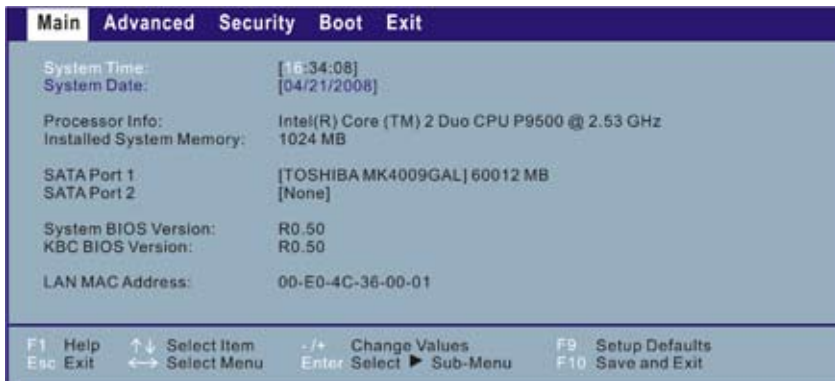 Main Advanced Security Boot Exit
System Time: [16:34:08]
System Date: [04/21/2008]
Processor Info: Intel(R) Core (TM) 2 Duo CPU P9500 @ 2.53 GHz
Installed System Memory: 1024 MB
SATA Port 1 [TOSHIBA MK4009GAL] 60012 MB
SATA Port 2 [None]
System BIOS Version: R0.50
KBC BIOS Version: R0.50
LAN MAC Address: 00-E0-4C-36-00-01
F1 Help ↑↓ Select Item -/+ Change Values F9 Setup Defaults
Esc Exit ←→ Select Menu Enter Select ▶ Sub-Menu F10 Save and Exit